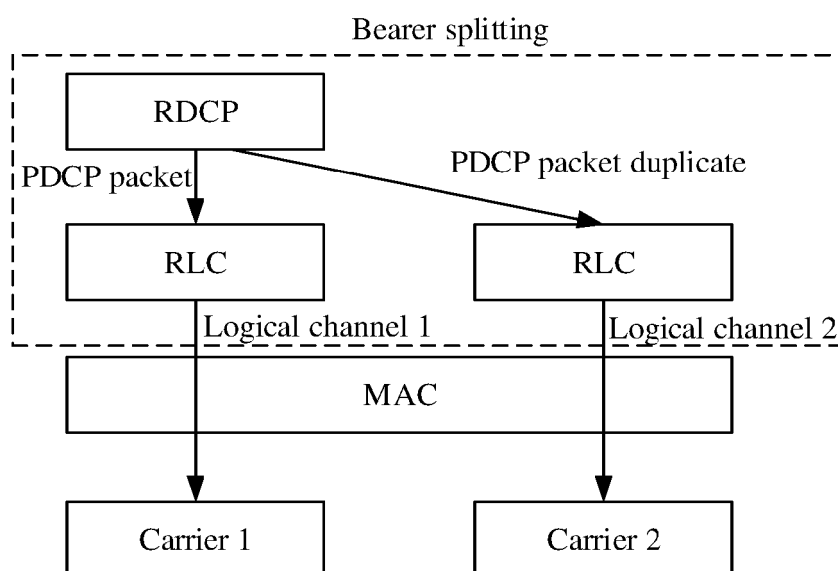 Bearer splitting
RDCP
PDCP packet
PDCP packet duplicate
RLC
RLC
Logical channel 1
Logical channel 2
MAC
Carrier 1
Carrier 2